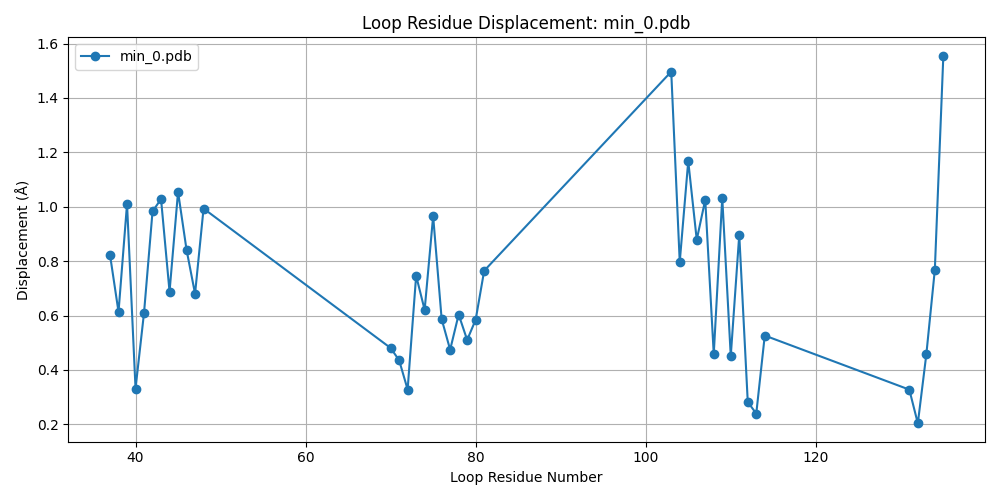 Loop Residue Displacement: min_0.pdb
min_0.pdb
1.6
1.4
1.2
1.0
0.8
0.6
0.4
0.2
Displacement (Å)
40 60 80 100 120
Loop Residue Number